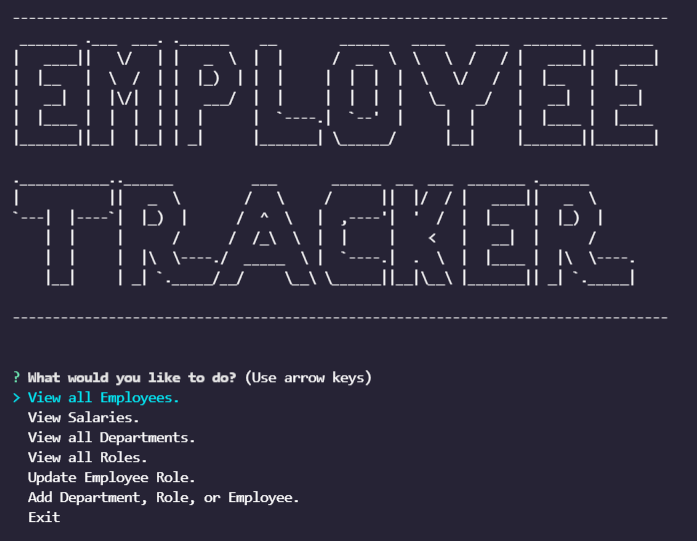 EMPLOYEE
TRACKER
? What would you like to do? (Use arrow keys)
> View all Employees.
View Salaries.
View all Departments.
View all Roles.
Update Employee Role.
Add Department, Role, or Employee.
Exit